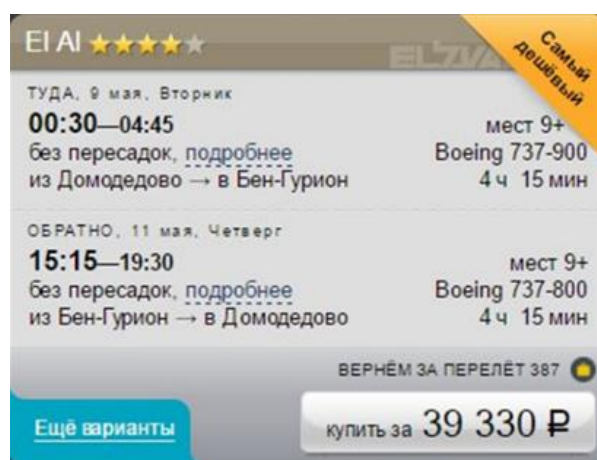 El Al
EL'ZVA
Самый
дешёвый
ТУДА, 9 мая, Вторник
00:30—04:45
мест 9+
без пересадок, подробнее
Boeing 737-900
из Домодедово → в Бен-Гурион
4 ч 15 мин
ОБРАТНО, 11 мая, Четверг
15:15—19:30
мест 9+
без пересадок, подробнее
Boeing 737-800
из Бен-Гурион → в Домодедово
4 ч 15 мин
ВЕРНЁМ ЗА ПЕРЕЛЁТ 387
Ещё варианты
купить за 39 330 ₽